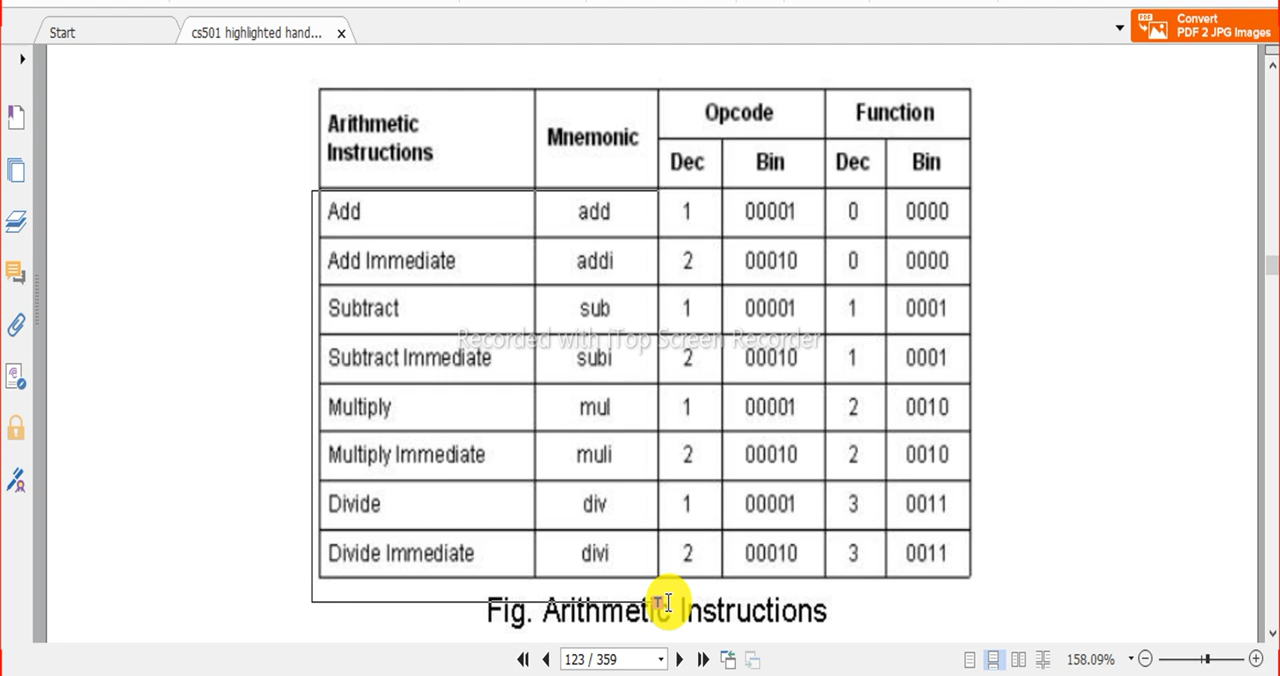 Start
cs501 highlighted hand... x
Convert
PDF 2 JPG Images
Arithmetic Instructions Mnemonic Opcode Function
Dec Bin Dec Bin
Add add 1 00001 0 0000
Add Immediate addi 2 00010 0 0000
Subtract sub 1 00001 1 0001
Recorded with iTop Screen Recorder
Subtract Immediate subi 2 00010 1 0001
Multiply mul 1 00001 2 0010
Multiply Immediate muli 2 00010 2 0010
Divide div 1 00001 3 0011
Divide Immediate divi 2 00010 3 0011
Fig. Arithmetic Instructions
123 / 359
158.09%